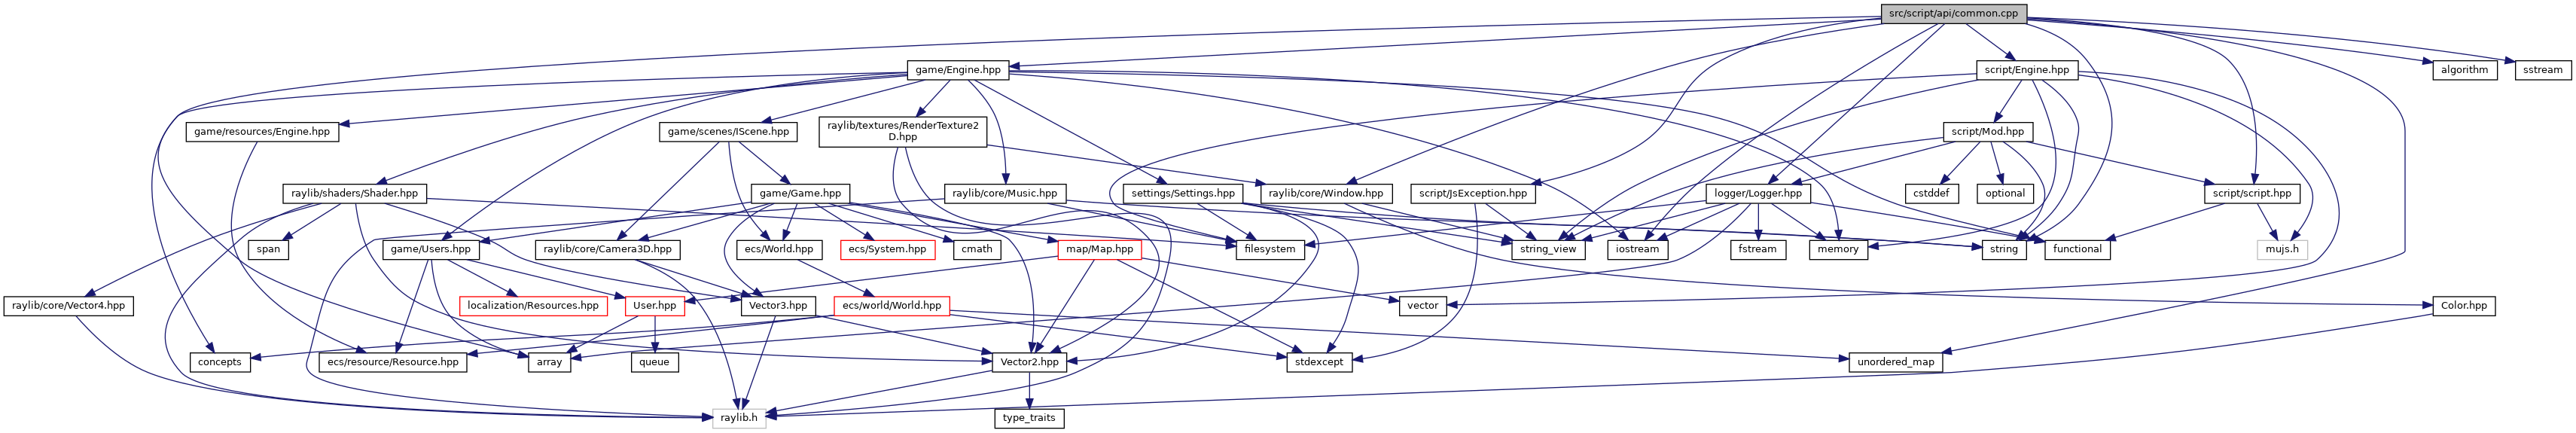 src/script/api/common.cpp
game/Engine.hpp
script/Engine.hpp
algorithm
sstream
game/resources/Engine.hpp
game/scenes/IScene.hpp
raylib/textures/RenderTexture2
D.hpp
script/Mod.hpp
raylib/shaders/Shader.hpp
game/Game.hpp
raylib/core/Music.hpp
settings/Settings.hpp
raylib/core/Window.hpp
script/JsException.hpp
logger/Logger.hpp
cstddef
optional
script/script.hpp
span
game/Users.hpp
raylib/core/Camera3D.hpp
ecs/World.hpp
ecs/System.hpp
cmath
map/Map.hpp
filesystem
string_view
iostream
fstream
memory
string
functional
mujs.h
raylib/core/Vector4.hpp
localization/Resources.hpp
User.hpp
Vector3.hpp
ecs/world/World.hpp
vector
Color.hpp
concepts
ecs/resource/Resource.hpp
array
queue
Vector2.hpp
stdexcept
unordered_map
raylib.h
type_traits